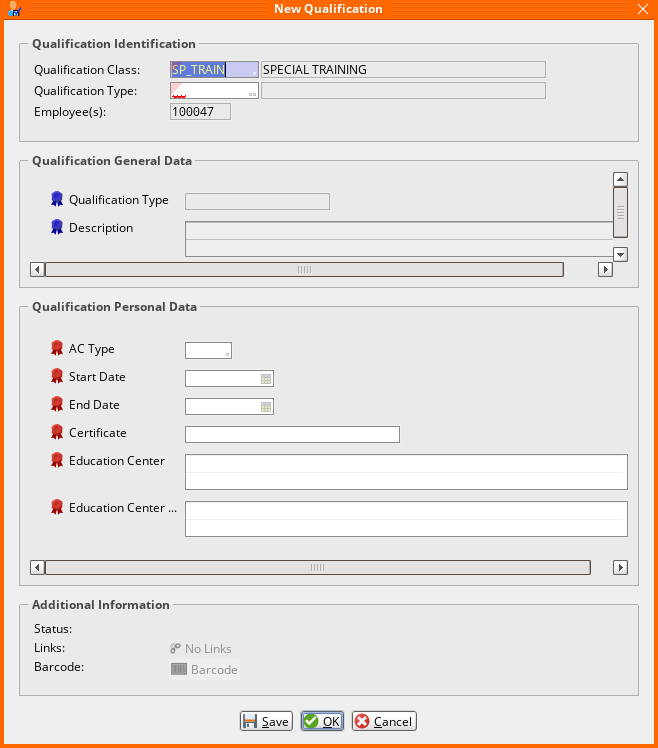 New Qualification
Qualification Identification
Qualification Class: SP_TRAIN SPECIAL TRAINING
Qualification Type:
Employee(s): 100047
Qualification General Data
Qualification Type
Description
Qualification Personal Data
AC Type
Start Date
End Date
Certificate
Education Center
Education Center ...
Additional Information
Status:
Links: No Links
Barcode: Barcode
Save OK Cancel